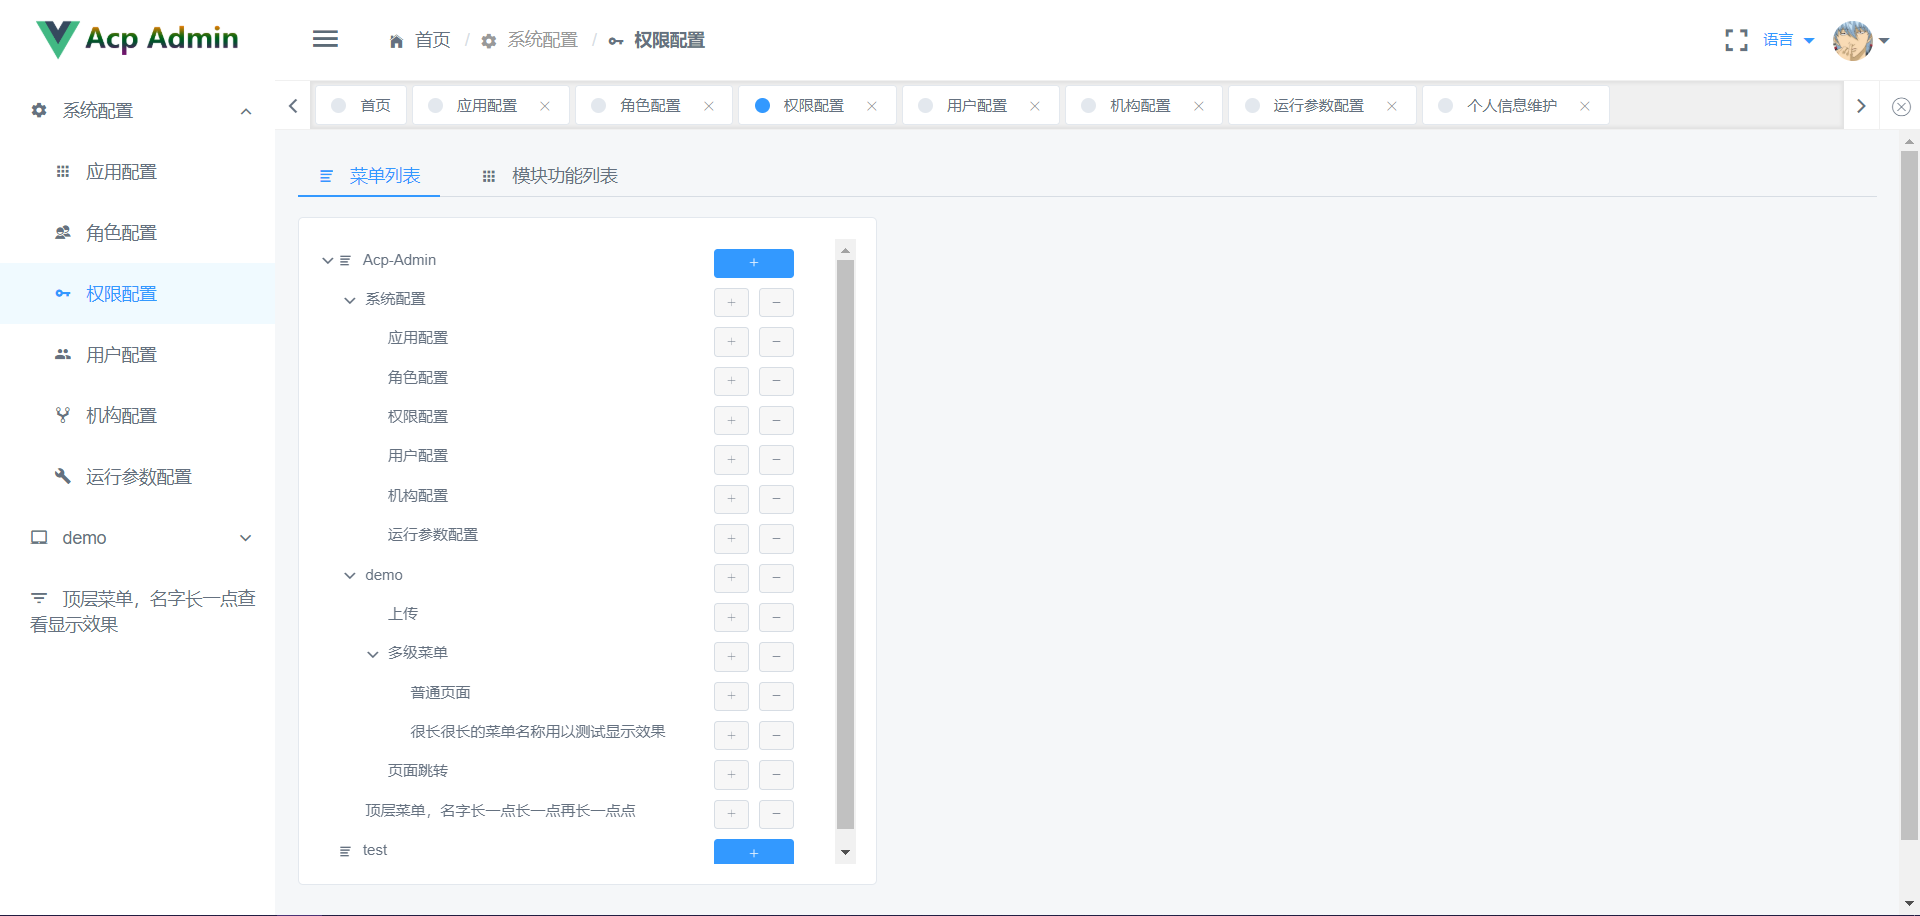 Acp Admin
首页 / 系统配置 / 权限配置
语言
系统配置
应用配置
角色配置
权限配置
用户配置
机构配置
运行参数配置
demo
顶层菜单，名字长一点查
看显示效果
首页
应用配置
角色配置
权限配置
用户配置
机构配置
运行参数配置
个人信息维护
菜单列表
模块功能列表
Acp-Admin
系统配置
应用配置
角色配置
权限配置
用户配置
机构配置
运行参数配置
demo
上传
多级菜单
普通页面
很长很长的菜单名称用以测试显示效果
页面跳转
顶层菜单，名字长一点长一点再长一点点
test